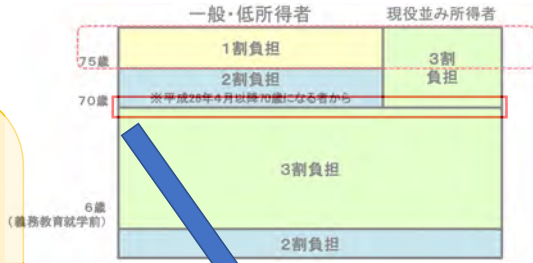 一般・低所得者
現役並み所得者
1割負担
3割
負担
75歳
2割負担
※平成26年4月以降70歳になる者から
70歳
3割負担
6歳
(義務教育就学前)
2割負担